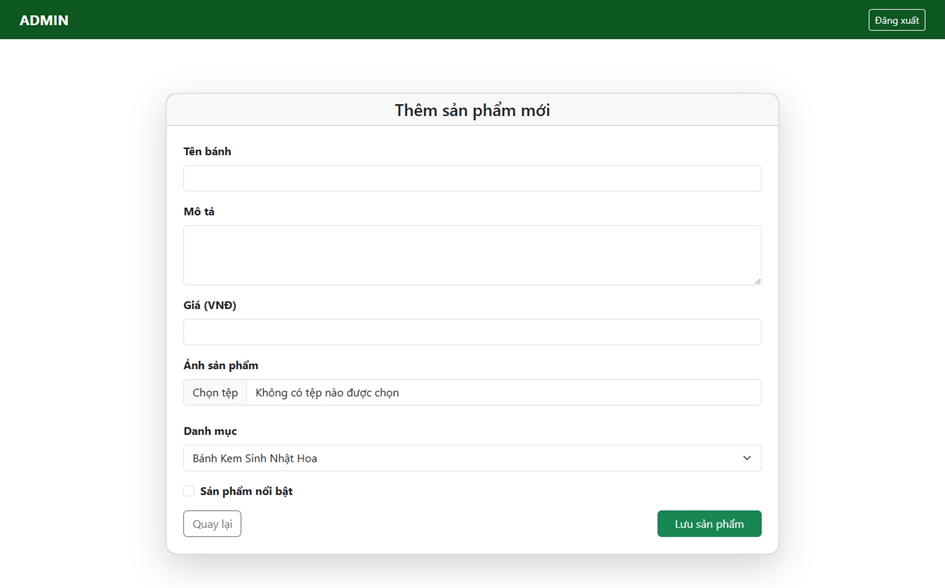 ADMIN
Đăng xuất
Thêm sản phẩm mới
Tên bánh
Mô tả
Giá (VNĐ)
Ảnh sản phẩm
Chọn tệp Không có tệp nào được chọn
Danh mục
Bánh Kem Sinh Nhật Hoa
Sản phẩm nổi bật
Quay lại
Lưu sản phẩm